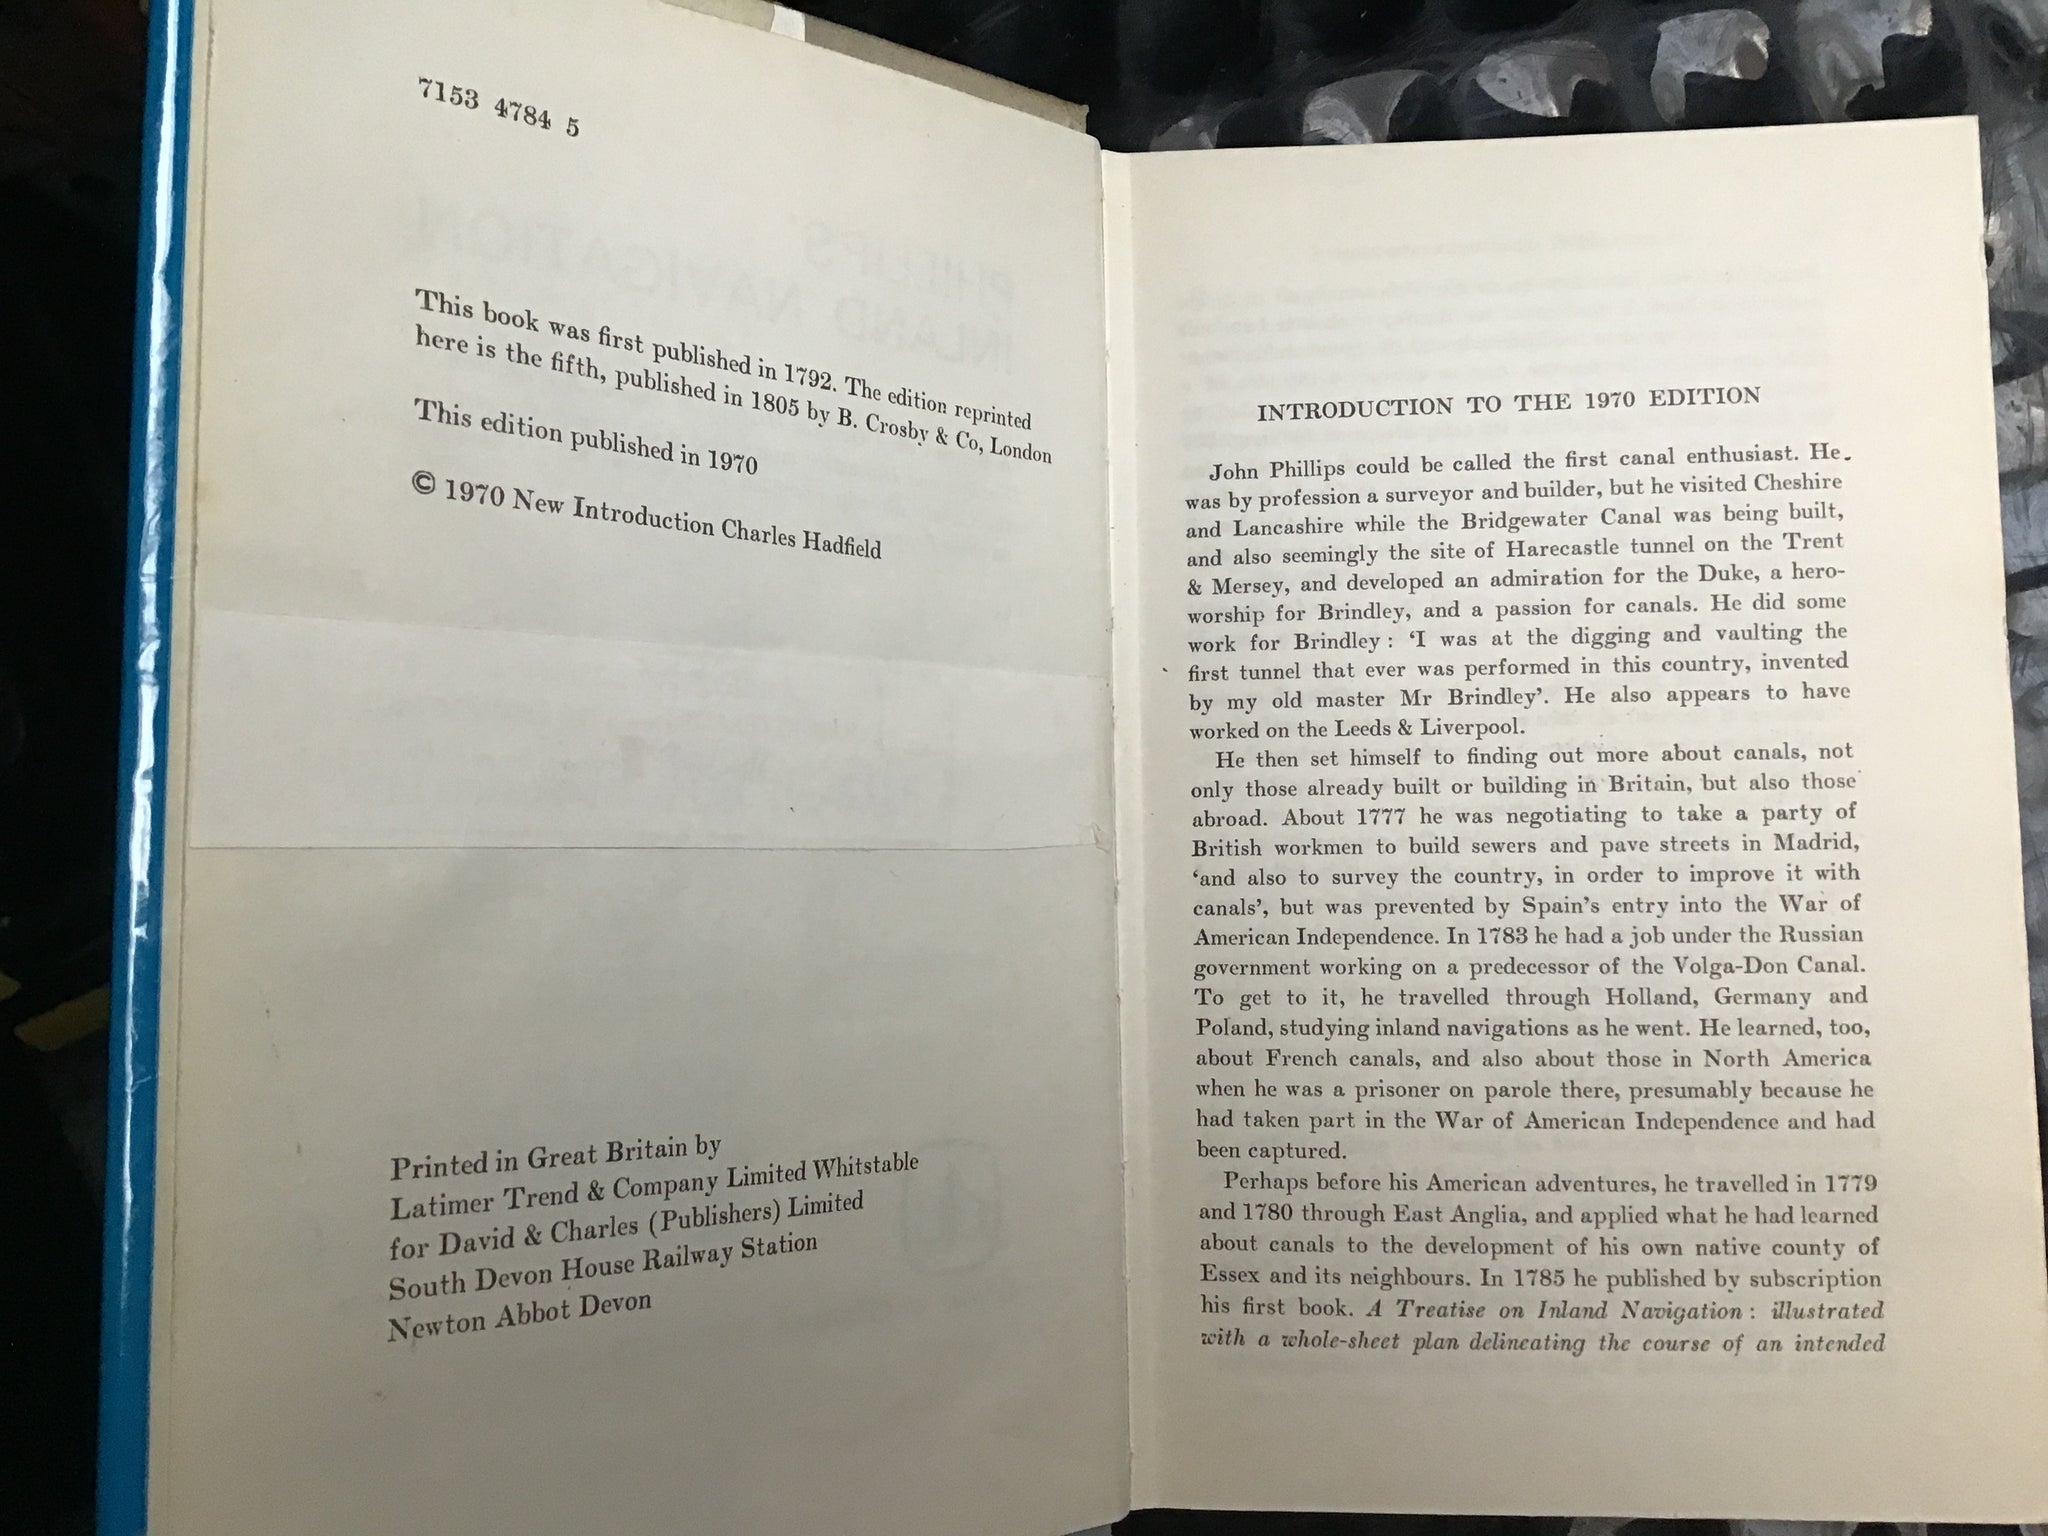 7153 4784 5
This book was first published in 1792. The edition reprinted
here is the fifth, published in 1805 by B. Crosby & Co, London
This edition published in 1970
© 1970 New Introduction Charles Hadfield
Printed in Great Britain by
Latimer Trend & Company Limited Whitstable
for David & Charles (Publishers) Limited
South Devon House Railway Station
Newton Abbot Devon
INTRODUCTION TO THE 1970 EDITION
John Phillips could be called the first canal enthusiast. He
was by profession a surveyor and builder, but he visited Cheshire
and Lancashire while the Bridgewater Canal was being built,
and also seemingly the site of Harecastle tunnel on the Trent
& Mersey, and developed an admiration for the Duke, a hero-
worship for Brindley, and a passion for canals. He did some
work for Brindley: ‘I was at the digging and vaulting the
first tunnel that ever was performed in this country, invented
by my old master Mr Brindley’. He also appears to have
worked on the Leeds & Liverpool.
He then set himself to finding out more about canals, not
only those already built or building in Britain, but also those
abroad. About 1777 he was negotiating to take a party of
British workmen to build sewers and pave streets in Madrid,
‘and also to survey the country, in order to improve it with
canals’, but was prevented by Spain’s entry into the War of
American Independence. In 1783 he had a job under the Russian
government working on a predecessor of the Volga-Don Canal.
To get to it, he travelled through Holland, Germany and
Poland, studying inland navigations as he went. He learned, too,
about French canals, and also about those in North America
when he was a prisoner on parole there, presumably because he
had taken part in the War of American Independence and had
been captured.
Perhaps before his American adventures, he travelled in 1779
and 1780 through East Anglia, and applied what he had learned
about canals to the development of his own native county of
Essex and its neighbours. In 1785 he published by subscription
his first book. A Treatise on Inland Navigation: illustrated
with a whole-sheet plan delineating the course of an intended